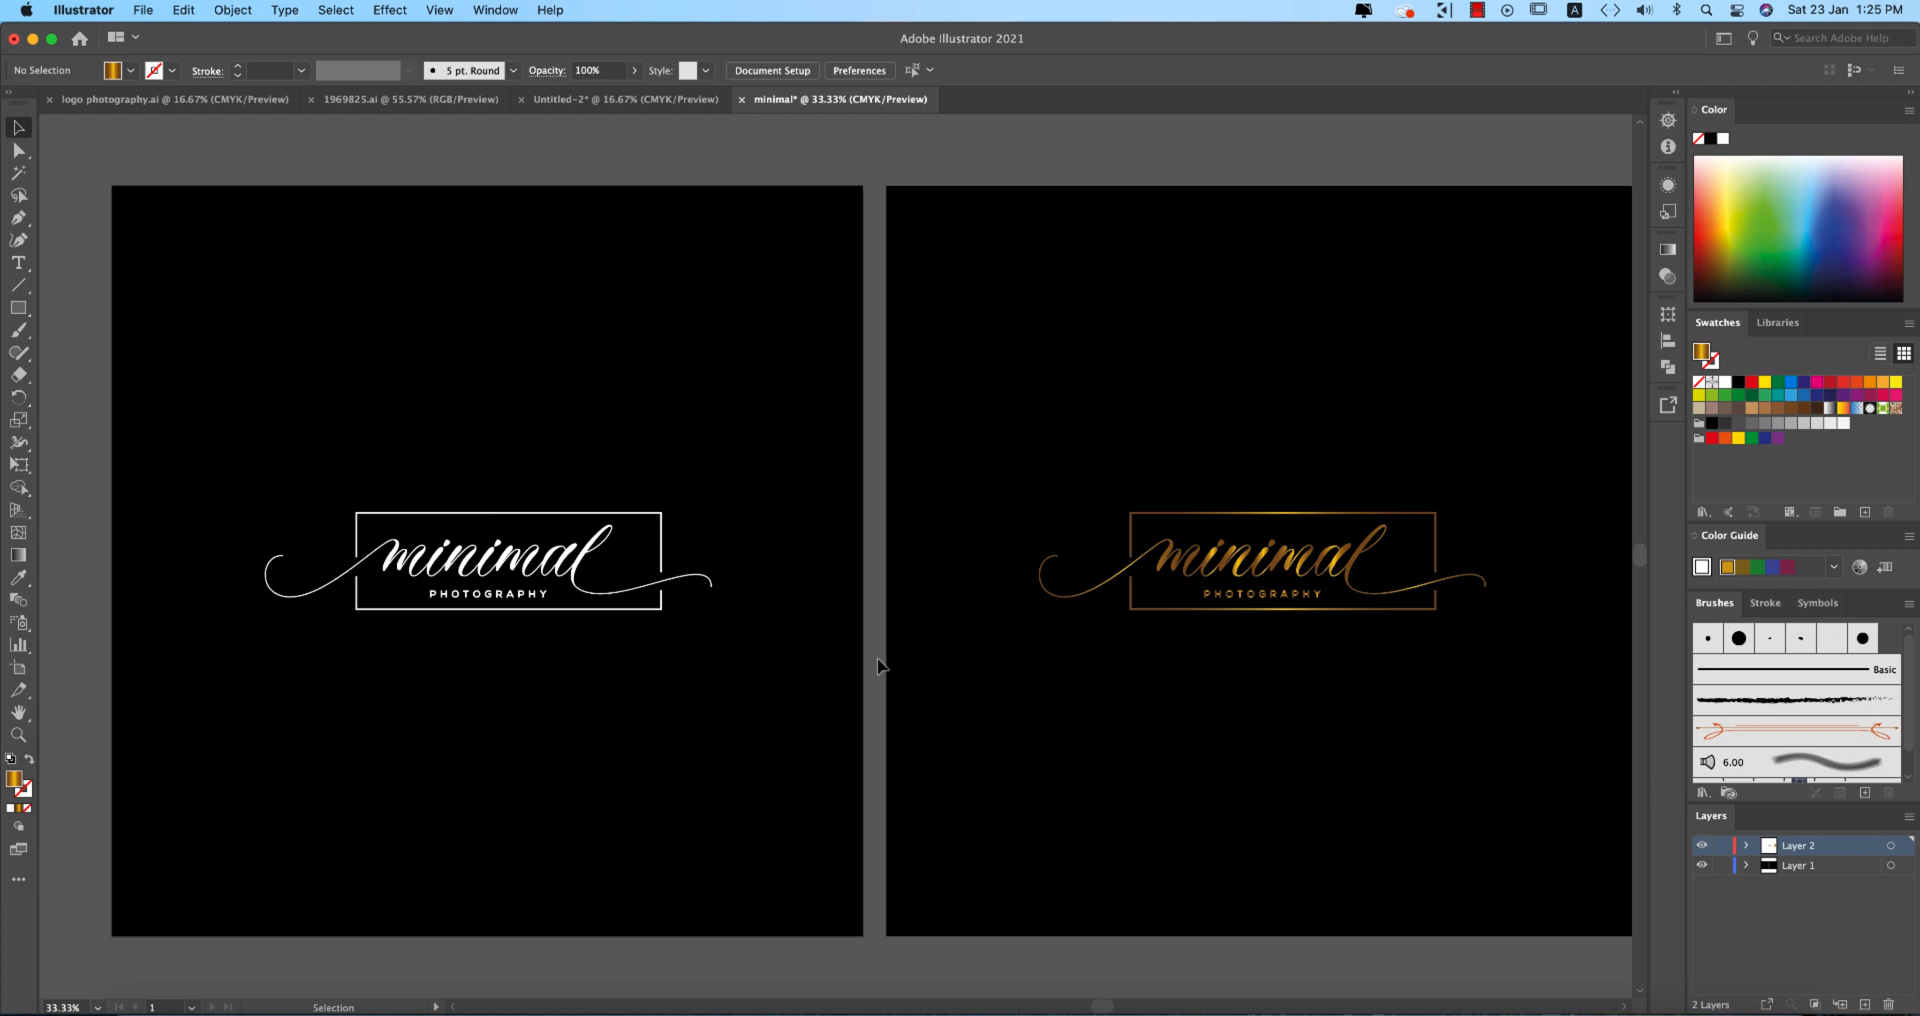 Illustrator File Edit Object Type Select Effect View Window Help
A
Sat 23 Jan 1:25 PM
Adobe Illustrator 2021
Search Adobe Help
No Selection
Stroke:
5 pt. Round
Opacity: 100%
Style:
Document Setup
Preferences
logo photography.ai @ 16.67% (CMYK/Preview)
1969825.ai @ 55.57% (RGB/Preview)
Untitled-2* @ 16.67% (CMYK/Preview)
minimal* @ 33.33% (CMYK/Preview)
minimal
PHOTOGRAPHY
minimal
PHOTOGRAPHY
Color
Swatches Libraries
Color Guide
Brushes Stroke Symbols
Basic
6.00
Layers
Layer 2
Layer 1
2 Layers
33.33%
1
Selection